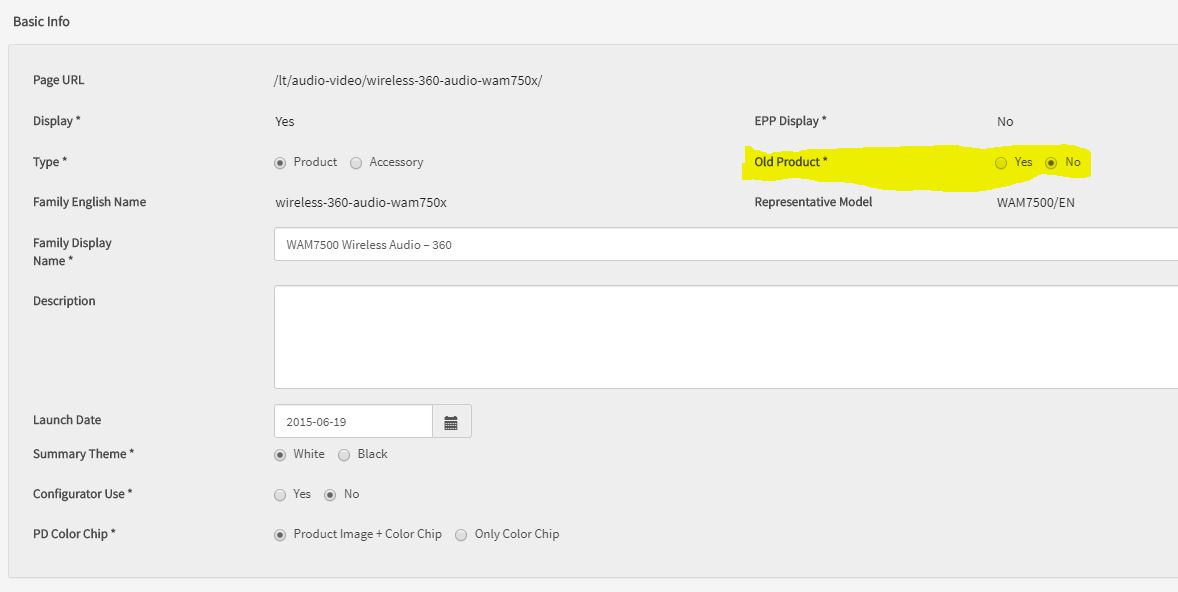 Basic Info
Page URL /lt/audio-video/wireless-360-audio-wam750x/
Display * Yes EPP Display * No
Type * Product Accessory Old Product * Yes No
Family English Name wireless-360-audio-wam750x Representative Model WAM7500/EN
Family Display
Name * WAM7500 Wireless Audio – 360
Description
Launch Date 2015-06-19
Summary Theme * White Black
Configurator Use * Yes No
PD Color Chip * Product Image + Color Chip Only Color Chip